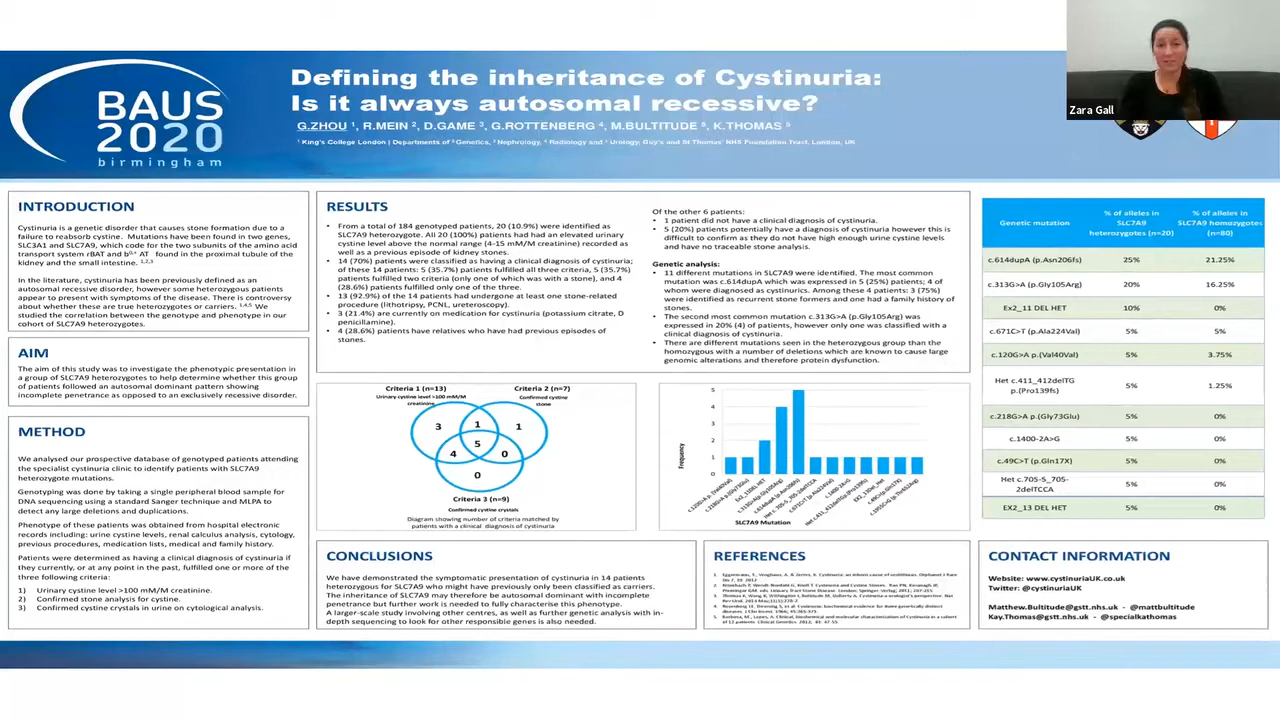 Zara Gall
BAUS
2020
birmingham
Defining the inheritance of Cystinuria:
Is it always autosomal recessive?
G.ZHOU 1, R.MEIN 2, D.GAME 3, G.ROTTENBERG 4, M.BULTITUDE 5, K.THOMAS 5
1 King's College London | Departments of 2 Genetics, 3 Nephrology, 4 Radiology and 5 Urology, Guy's and St Thomas' NHS Foundation Trust, London, UK
INTRODUCTION
Cystinuria is a genetic disorder that causes stone formation due to a
failure to reabsorb cystine. Mutations have been found in two genes,
SLC3A1 and SLC7A9, which code for the two subunits of the amino acid
transport system rBAT and b0,+ AT found in the proximal tubule of the
kidney and the small intestine. 1,2,3
In the literature, cystinuria has been previously defined as an
autosomal recessive disorder, however some heterozygous patients
appear to present with symptoms of the disease. There is controversy
about whether these are true heterozygotes or carriers. 1,4,5 We
studied the correlation between the genotype and phenotype in our
cohort of SLC7A9 heterozygotes.
AIM
The aim of this study was to investigate the phenotypic presentation in
a group of SLC7A9 heterozygotes to help determine whether this group
of patients followed an autosomal dominant pattern showing
incomplete penetrance as opposed to an exclusively recessive disorder.
METHOD
We analysed our prospective database of genotyped patients attending
the specialist cystinuria clinic to identify patients with SLC7A9
heterozygote mutations.
Genotyping was done by taking a single peripheral blood sample for
DNA sequencing using a standard Sanger technique and MLPA to
detect any large deletions and duplications.
Phenotype of these patients was obtained from hospital electronic
records including: urine cystine levels, renal calculus analysis, cytology,
previous procedures, medication lists, medical and family history.
Patients were determined as having a clinical diagnosis of cystinuria if
they currently, or at any point in the past, fulfilled one or more of the
three following criteria:
1) Urinary cystine level >100 mM/M creatinine.
2) Confirmed stone analysis for cystine.
3) Confirmed cystine crystals in urine on cytological analysis.
RESULTS
• From a total of 184 genotyped patients, 20 (10.9%) were identified as
SLC7A9 heterozygote. All 20 (100%) patients had had an elevated urinary
cystine level above the normal range (4-15 mM/M creatinine) recorded as
well as a previous episode of kidney stones.
• 14 (70%) patients were classified as having a clinical diagnosis of cystinuria;
of these 14 patients: 5 (35.7%) patients fulfilled all three criteria, 5 (35.7%)
patients fulfilled two criteria (only one of which was with a stone), and 4
(28.6%) patients fulfilled only one of the three.
• 13 (92.9%) of the 14 patients had undergone at least one stone-related
procedure (lithotripsy, PCNL, ureteroscopy).
• 3 (21.4%) are currently on medication for cystinuria (potassium citrate, D
penicillamine).
• 4 (28.6%) patients have relatives who have had previous episodes of
stones.
Of the other 6 patients:
• 1 patient did not have a clinical diagnosis of cystinuria.
• 5 (20%) patients potentially have a diagnosis of cystinuria however this is
difficult to confirm as they do not have high enough urine cystine levels
and have no traceable stone analysis.
Genetic analysis:
• 11 different mutations in SLC7A9 were identified. The most common
mutation was c.614dupA which was expressed in 5 (25%) patients; 4
of whom were diagnosed as cystinurics. Among these 4 patients: 3 (75%)
were identified as recurrent stone formers and one had a family history of
stones.
• The second most common mutation c.313G>A (p.Gly105Arg) was
expressed in 20% (4) of patients, however only one was classified with a
clinical diagnosis of cystinuria.
• There are different mutations seen in the heterozygous group than the
homozygous with a number of deletions which are known to cause large
genomic alterations and therefore protein dysfunction.
Criteria 1 (n=13)
Urinary cystine level >100 mM/M
creatinine
Criteria 2 (n=7)
Confirmed cystine
stone
3
1
1
5
4
0
0
Criteria 3 (n=9)
Confirmed cystine crystals
Diagram showing number of criteria matched by
patients with a clinical diagnosis of cystinuria
5
4
3
2
1
0
Frequency
SLC7A9 Mutation
Genetic mutation
% of alleles in
SLC7A9
heterozygotes (n=20)
% of alleles in
SLC7A9 homozygotes
(n=80)
c.614dupA (p.Asn206fs) 25% 21.25%
c.313G>A (p.Gly105Arg) 20% 16.25%
Ex2_11 DEL HET 10% 0%
c.671C>T (p.Ala224Val) 5% 5%
c.120G>A p.(Val40Val) 5% 3.75%
Het c.411_412delTG
p.(Pro139fs) 5% 1.25%
c.218G>A (p.Gly73Glu) 5% 0%
c.1400-2A>G 5% 0%
c.49C>T (p.Gln17X) 5% 0%
Het c.705-5_705-
2delTCCA 5% 0%
EX2_13 DEL HET 5% 0%
CONCLUSIONS
We have demonstrated the symptomatic presentation of cystinuria in 14 patients
heterozygous for SLC7A9 who might have previously only been classified as carriers.
The inheritance of SLC7A9 may therefore be autosomal dominant with incomplete
penetrance but further work is needed to fully characterise this phenotype.
A larger-scale study involving other centres, as well as further genetic analysis with in-
depth sequencing to look for other responsible genes is also needed.
REFERENCES
CONTACT INFORMATION
Website: www.cystinuriaUK.co.uk
Twitter: @cystinuriaUK
Matthew.Bultitude@gstt.nhs.uk - @mattbultitude
Kay.Thomas@gstt.nhs.uk - @specialkathomas